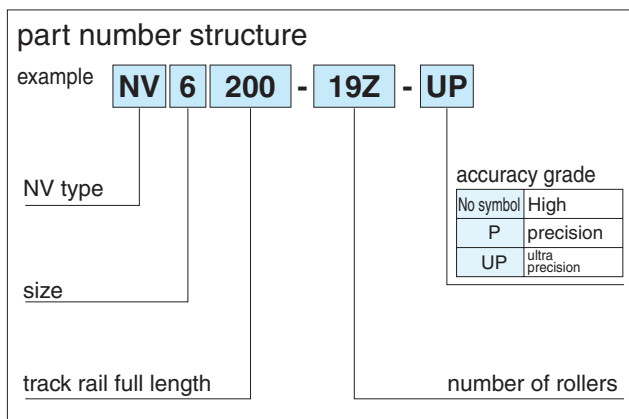 part number structure
example NV 6 200 - 19Z - UP
NV type
size
track rail full length
accuracy grade
No symbol High
P precision
UP ultra precision
number of rollers